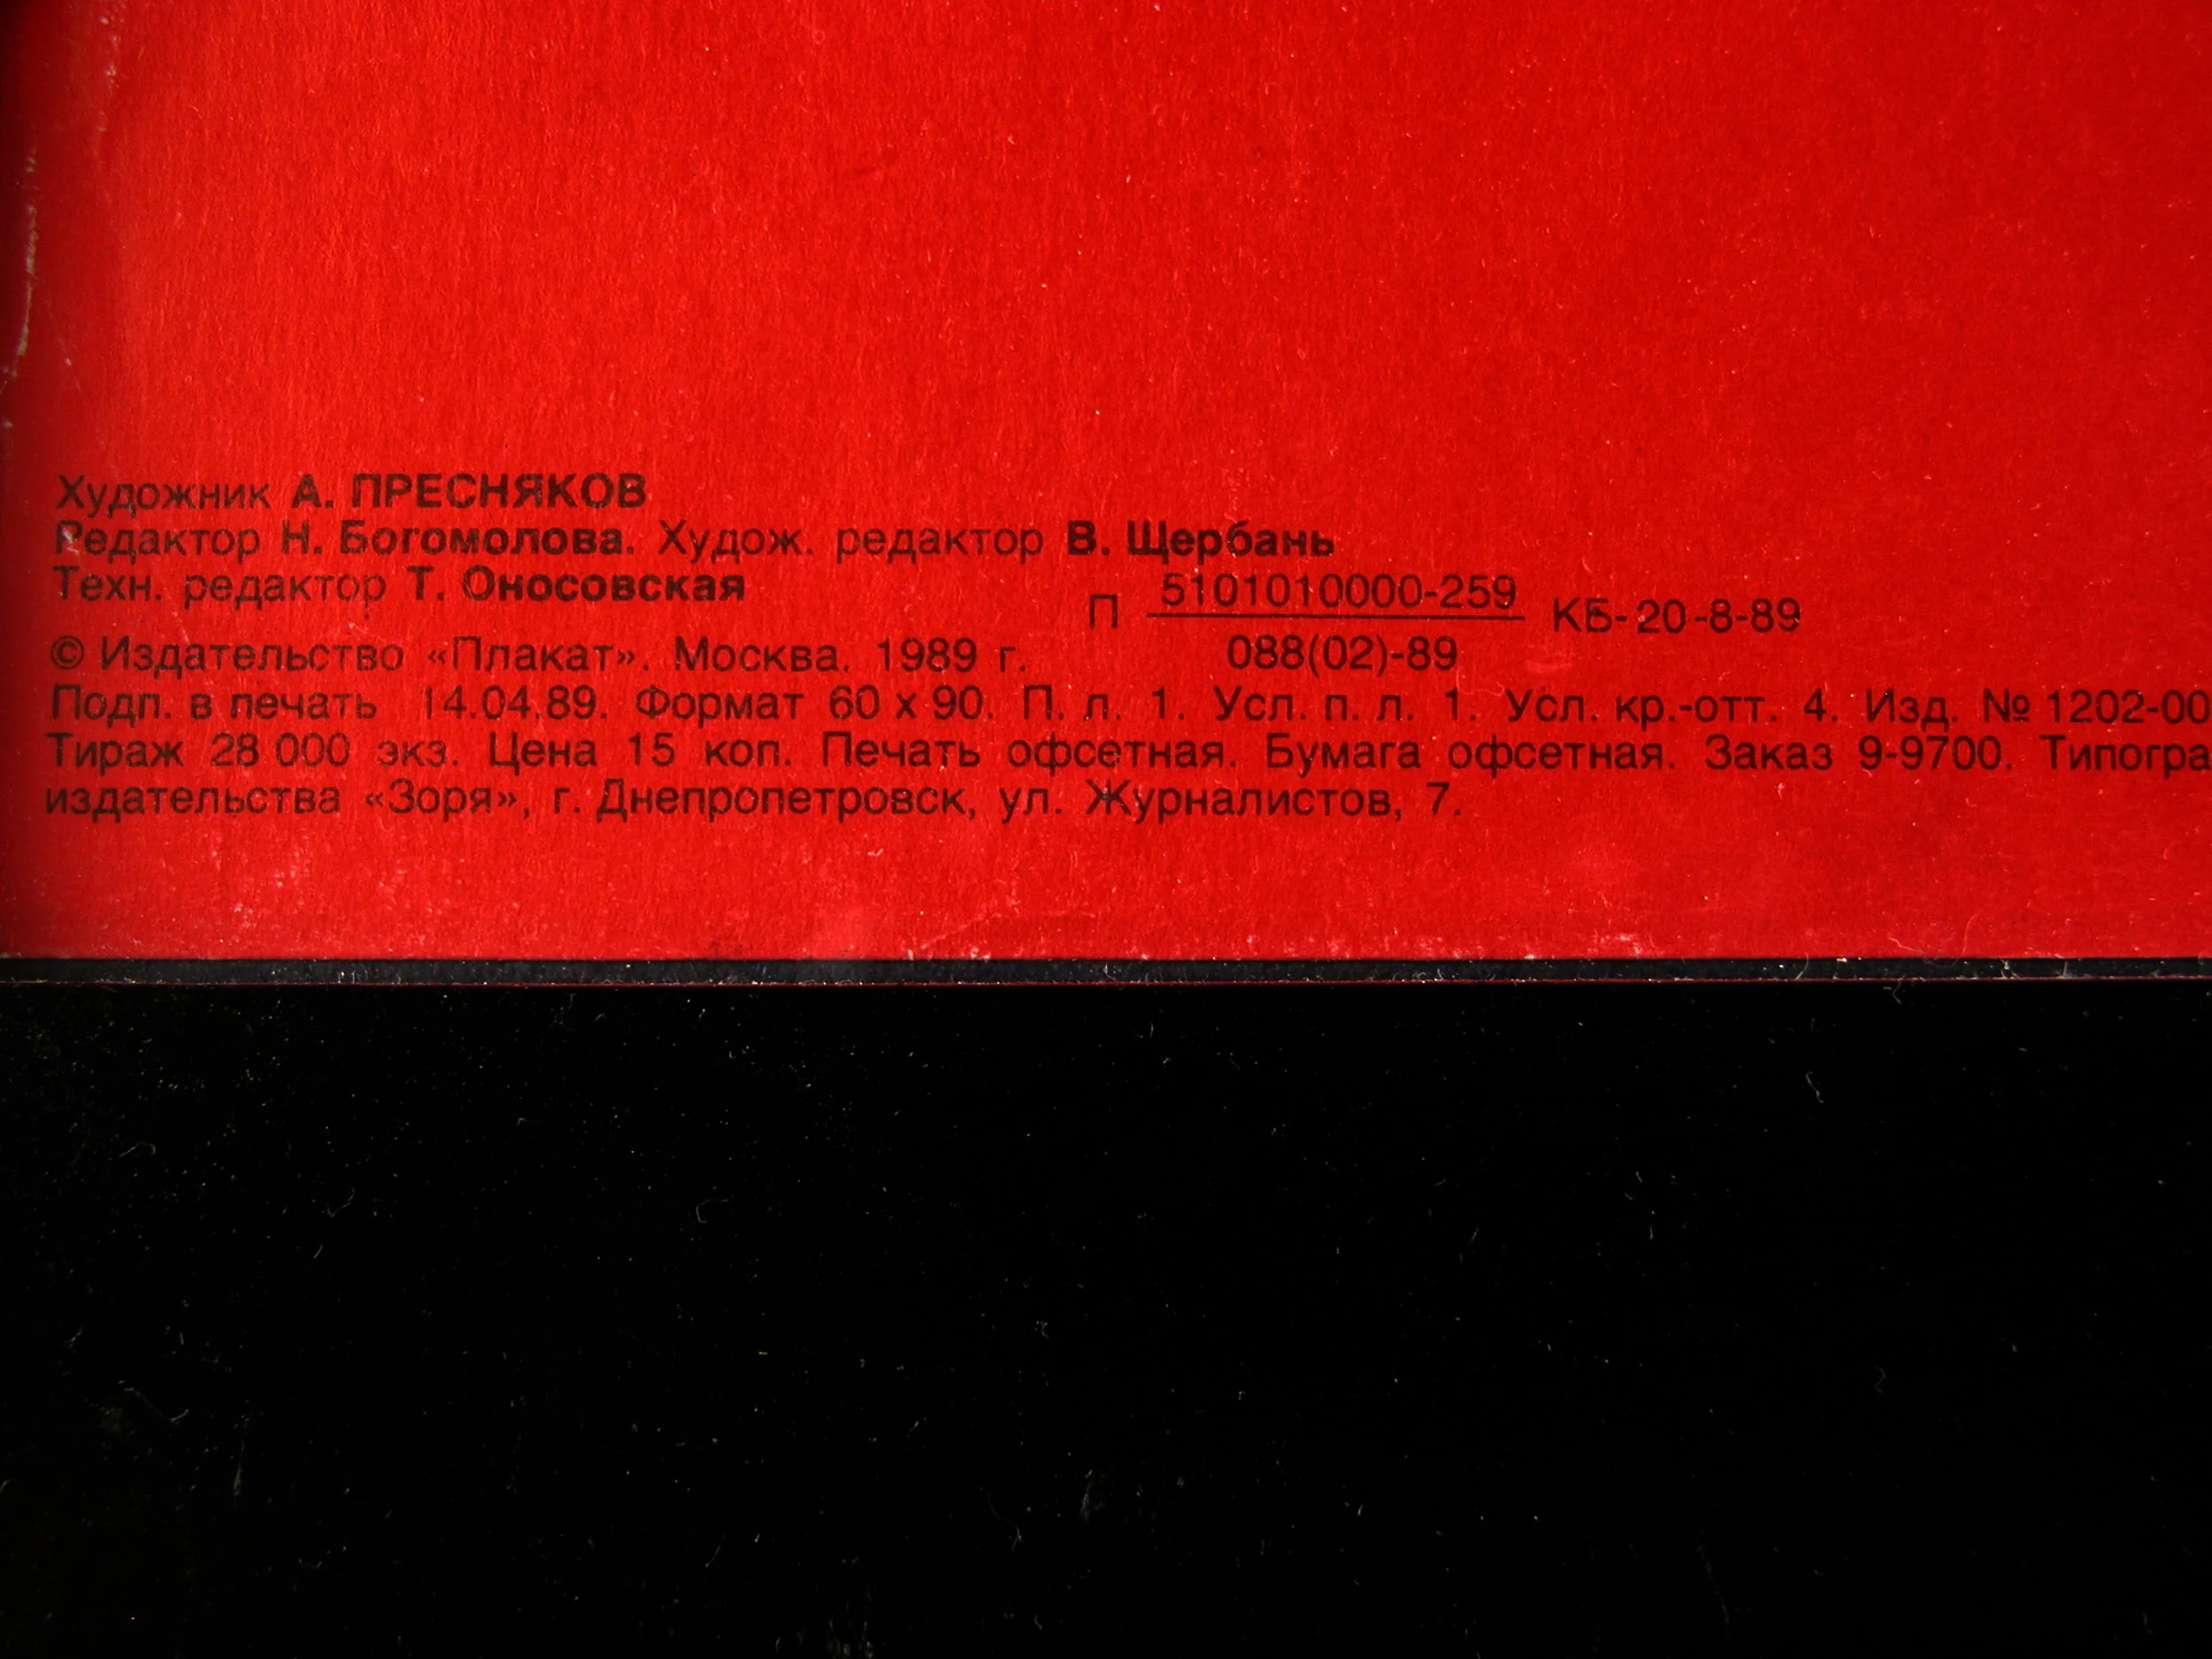 Художник А. ПРЕСНЯКОВ
Редактор Н. Богомолова. Худож. редактор В. Щербань
Техн. редактор Т. Оносовская
П 5101010000-259 КБ-20-8-89
088(02)-89
© Издательство «Плакат». Москва. 1989 г.
Подп. в печать 14.04.89. Формат 60 х 90. П. л. 1. Усл. п. л. 1. Усл. кр.-отт. 4. Изд. № 1202-00
Тираж 28 000 экз. Цена 15 коп. Печать офсетная. Бумага офсетная. Заказ 9-9700. Типогра
издательства «Зоря», г. Днепропетровск, ул. Журналистов, 7.